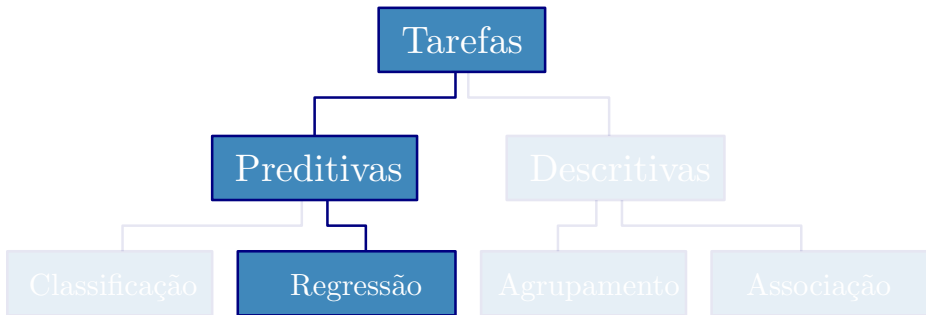 Tarefas
Preditivas
Descritivas
Classificação
Regressão
Agrupamento
Associação